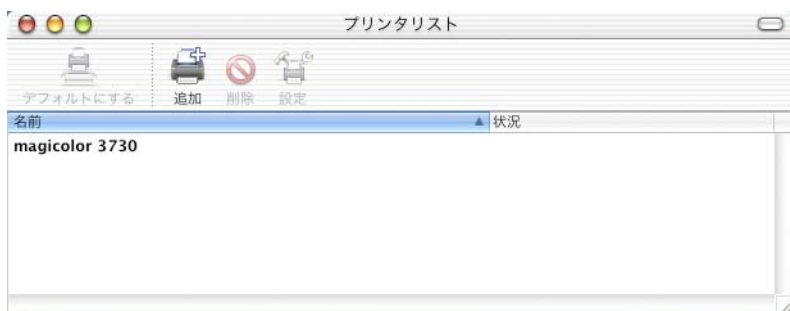 プリンタリスト
デフォルトにする 追加 削除 設定
名前 状況
magicolor 3730